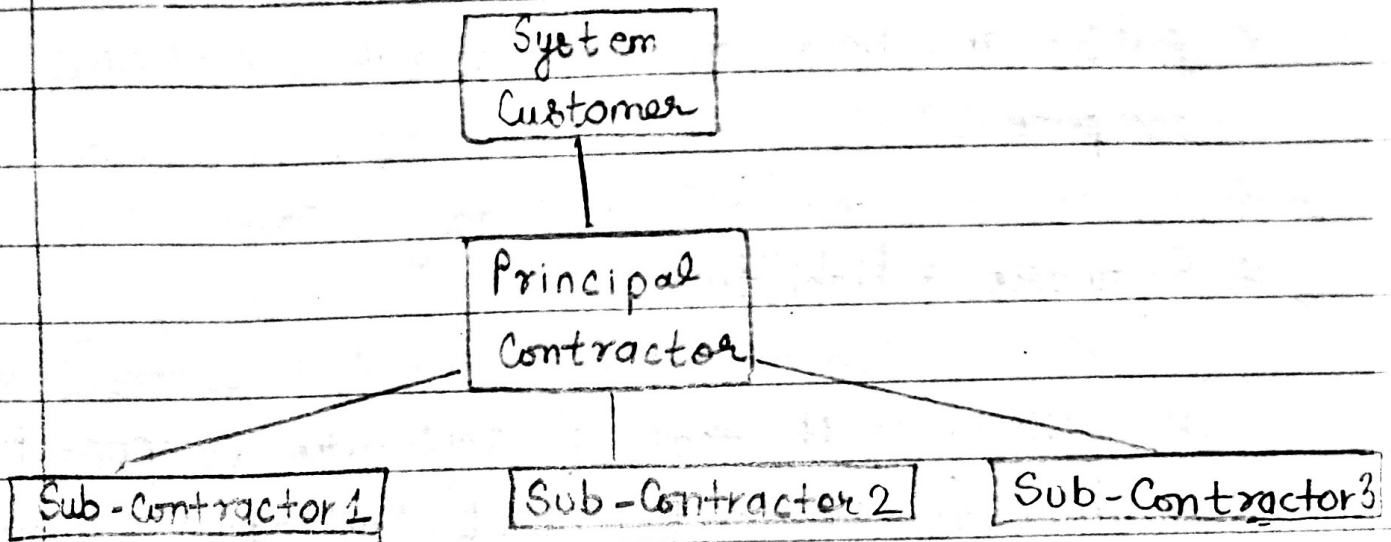 System
Customer
Principal
Contractor
Sub-Contractor 1
Sub-Contractor 2
Sub-Contractor 3